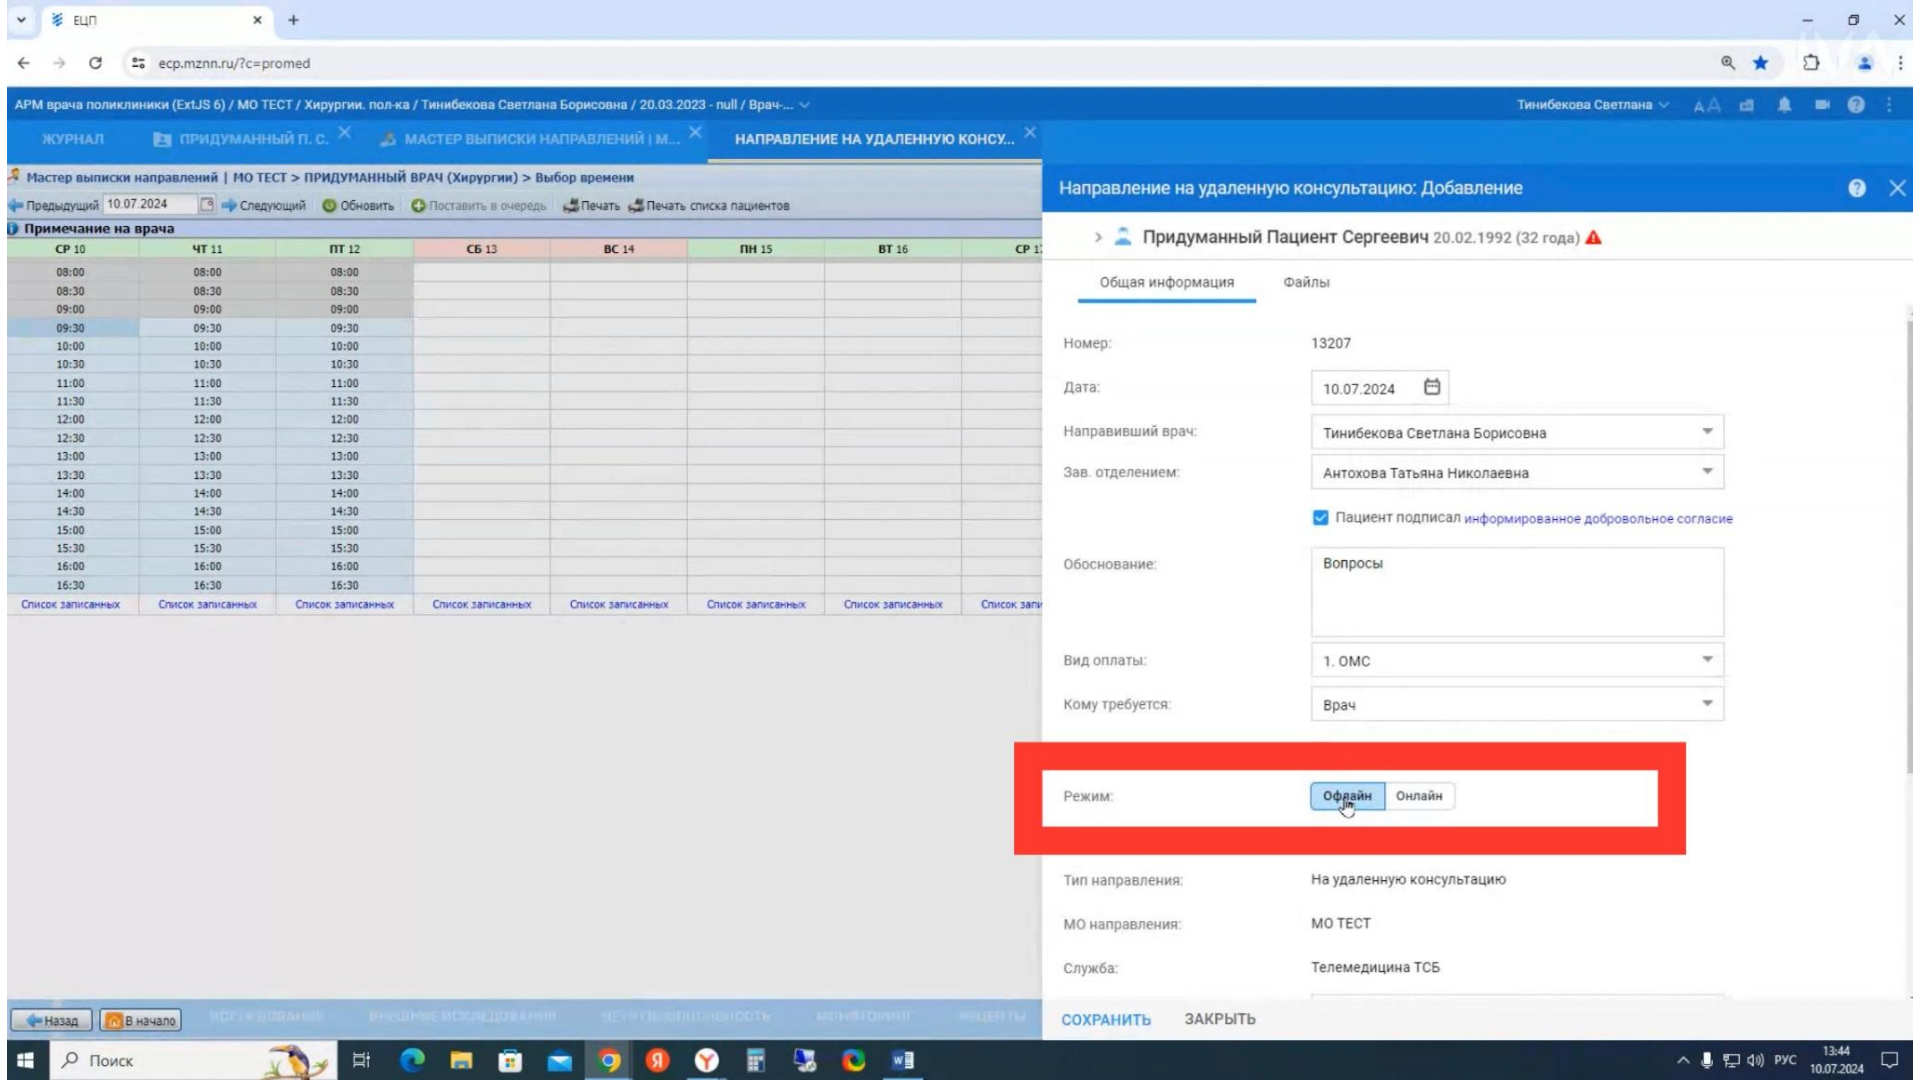 ЕЦП
ecp.mznn.ru/?c=promed
АРМ врача поликлиники (ExtJS 6) / МО ТЕСТ / Хирургии. пол-ка / Тинибекова Светлана Борисовна / 20.03.2023 - null / Врач-...
Тинибекова Светлана
ЖУРНАЛ
ПРИДУМАННЫЙ П. С.
МАСТЕР ВЫПИСКИ НАПРАВЛЕНИЙ | М...
НАПРАВЛЕНИЕ НА УДАЛЕННУЮ КОНСУ...
Мастер выписки направлений | МО ТЕСТ > ПРИДУМАННЫЙ ВРАЧ (Хирургии) > Выбор времени
Предыдущий 10.07.2024 Следующий Обновить Поставить в очередь Печать Печать списка пациентов
Примечание на врача
СР 10 ЧТ 11 ПТ 12 СБ 13 ВС 14 ПН 15 ВТ 16 СР 17
08:00 08:00 08:00
08:30 08:30 08:30
09:00 09:00 09:00
09:30 09:30 09:30
10:00 10:00 10:00
10:30 10:30 10:30
11:00 11:00 11:00
11:30 11:30 11:30
12:00 12:00 12:00
12:30 12:30 12:30
13:00 13:00 13:00
13:30 13:30 13:30
14:00 14:00 14:00
14:30 14:30 14:30
15:00 15:00 15:00
15:30 15:30 15:30
16:00 16:00 16:00
16:30 16:30 16:30
Список записанных Список записанных Список записанных Список записанных Список записанных Список записанных Список записанных Список запи
Направление на удаленную консультацию: Добавление
Придуманный Пациент Сергеевич 20.02.1992 (32 года)
Общая информация Файлы
Номер: 13207
Дата: 10.07.2024
Направивший врач: Тинибекова Светлана Борисовна
Зав. отделением: Антохова Татьяна Николаевна
Пациент подписал информированное добровольное согласие
Обоснование: Вопросы
Вид оплаты: 1. ОМС
Кому требуется: Врач
Режим: Офлайн Онлайн
Тип направления: На удаленную консультацию
МО направления: МО ТЕСТ
Служба: Телемедицина ТСБ
СОХРАНИТЬ ЗАКРЫТЬ
Назад В начало
Поиск
РУС
13:44
10.07.2024